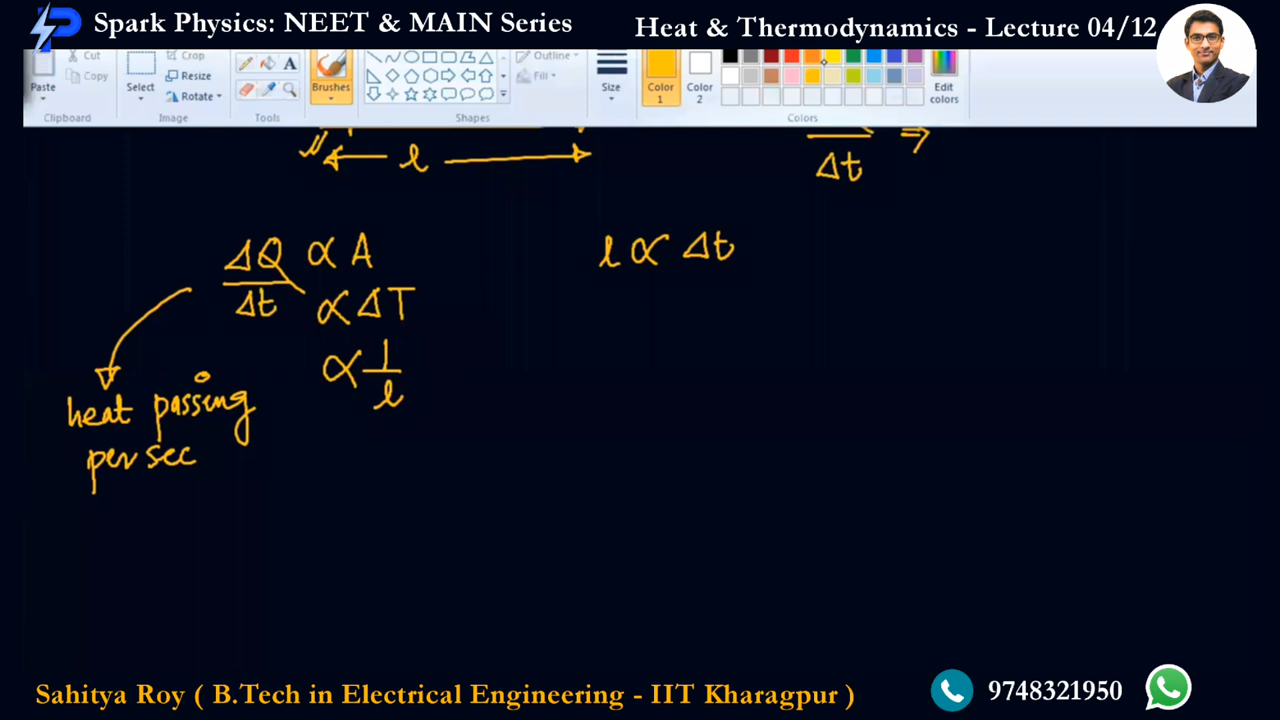 Spark Physics: NEET & MAIN Series
Heat & Thermodynamics - Lecture 04/12
Cut
Copy
Paste
Clipboard
Select
Crop
Resize
Rotate
Image
A
Tools
Brushes
Outline
Fill
Shapes
Size
Color 1
Color 2
Edit colors
Colors
l
Δt ⇒
ΔQ/Δt ∝ A
∝ ΔT
∝ 1/l
l ∝ Δt
heat passing
per sec
Sahitya Roy ( B.Tech in Electrical Engineering - IIT Kharagpur )
9748321950